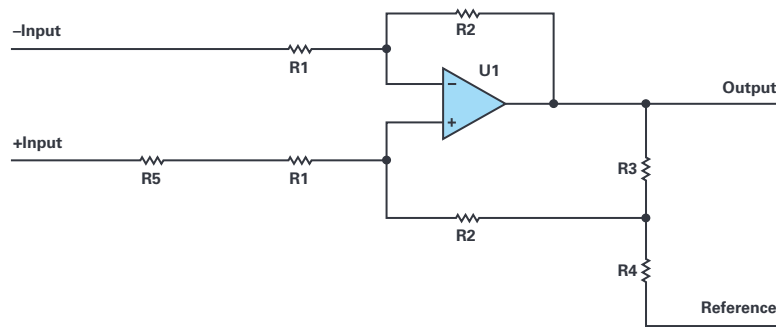 –Input
R2
R1
U1
–
+
Output
+Input
R5
R1
R3
R2
R4
Reference